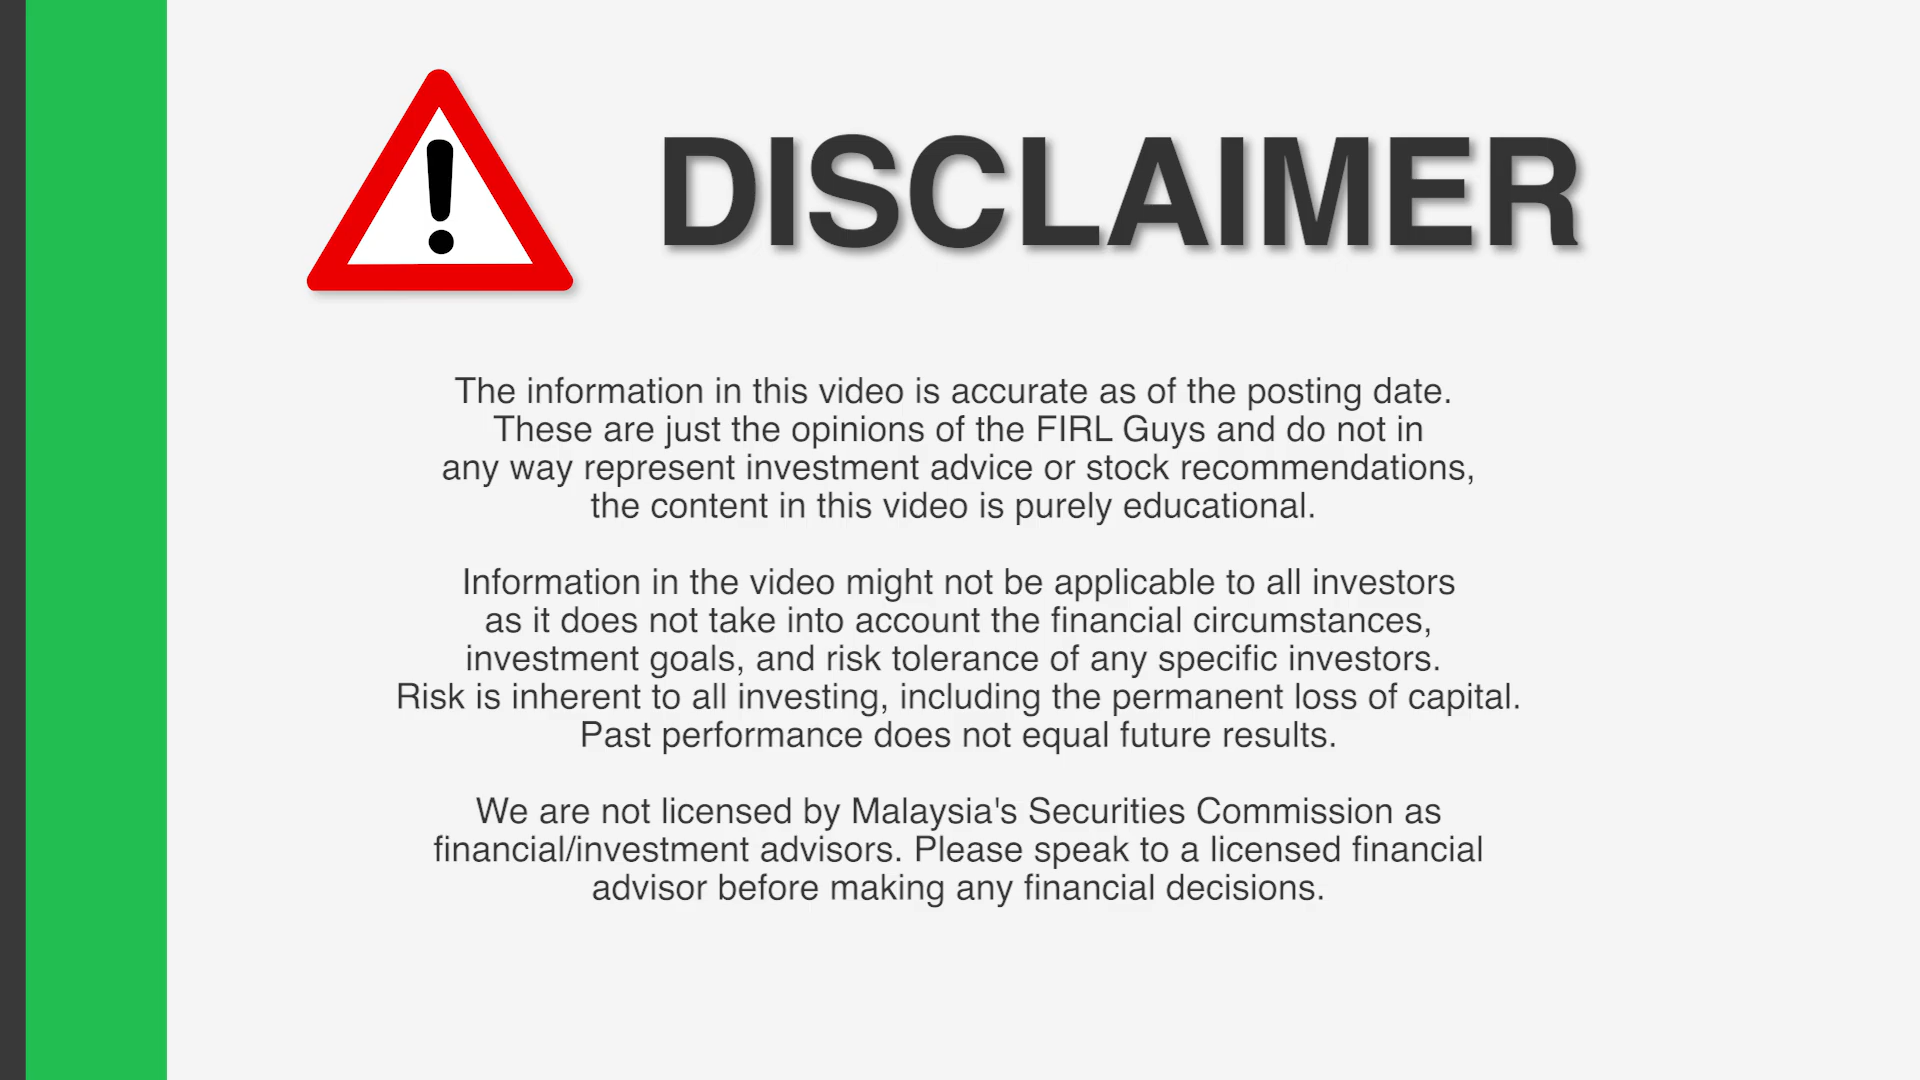 DISCLAIMER
The information in this video is accurate as of the posting date.
These are just the opinions of the FIRL Guys and do not in
any way represent investment advice or stock recommendations,
the content in this video is purely educational.
Information in the video might not be applicable to all investors
as it does not take into account the financial circumstances,
investment goals, and risk tolerance of any specific investors.
Risk is inherent to all investing, including the permanent loss of capital.
Past performance does not equal future results.
We are not licensed by Malaysia's Securities Commission as
financial/investment advisors. Please speak to a licensed financial
advisor before making any financial decisions.